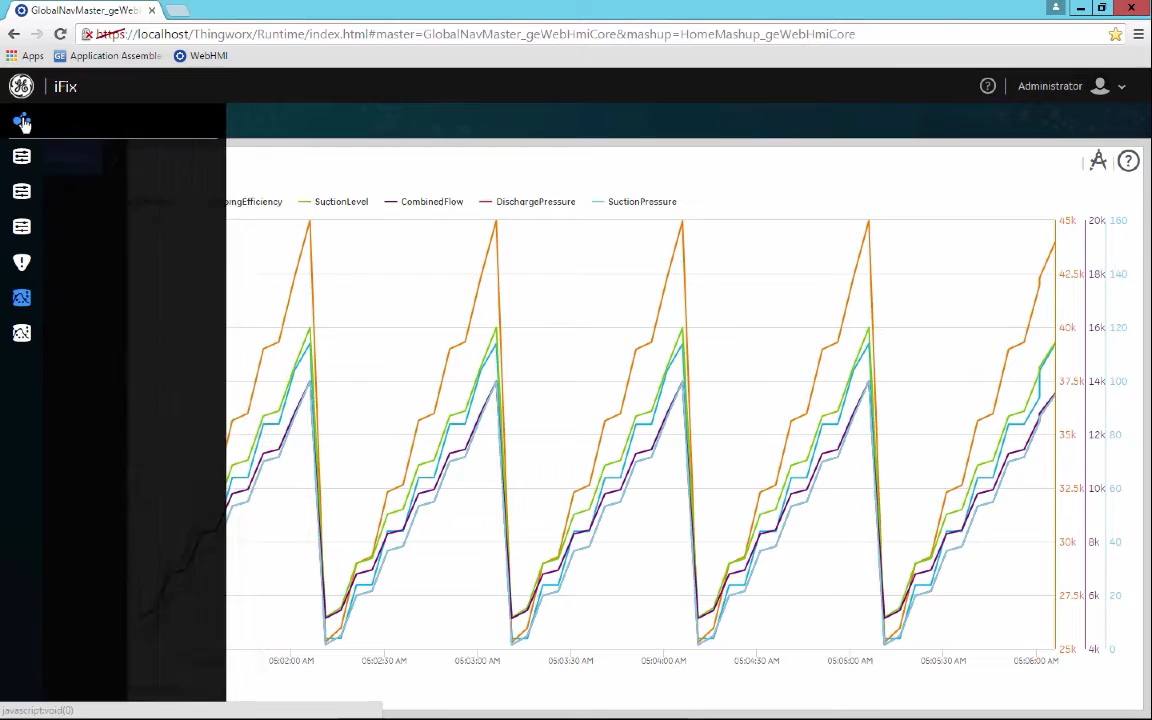 GlobalNavMaster_geWebH
https://localhost/Thingworx/Runtime/index.html#master=GlobalNavMaster_geWebHmiCore&mashup=HomeMashup_geWebHmiCore
Apps Application Assemble WebHMI
iFix Administrator
pingEfficiency SuctionLevel CombinedFlow DischargePressure SuctionPressure
45k 20k 160
42.5k 18k 140
40k 16k 120
37.5k 14k 100
35k 12k 80
32.5k 10k 60
30k 8k 40
27.5k 6k 20
25k 4k 0
05:02:00 AM 05:02:30 AM 05:03:00 AM 05:03:30 AM 05:04:00 AM 05:04:30 AM 05:05:00 AM 05:05:30 AM 05:06:00 AM
javascript:void(0)